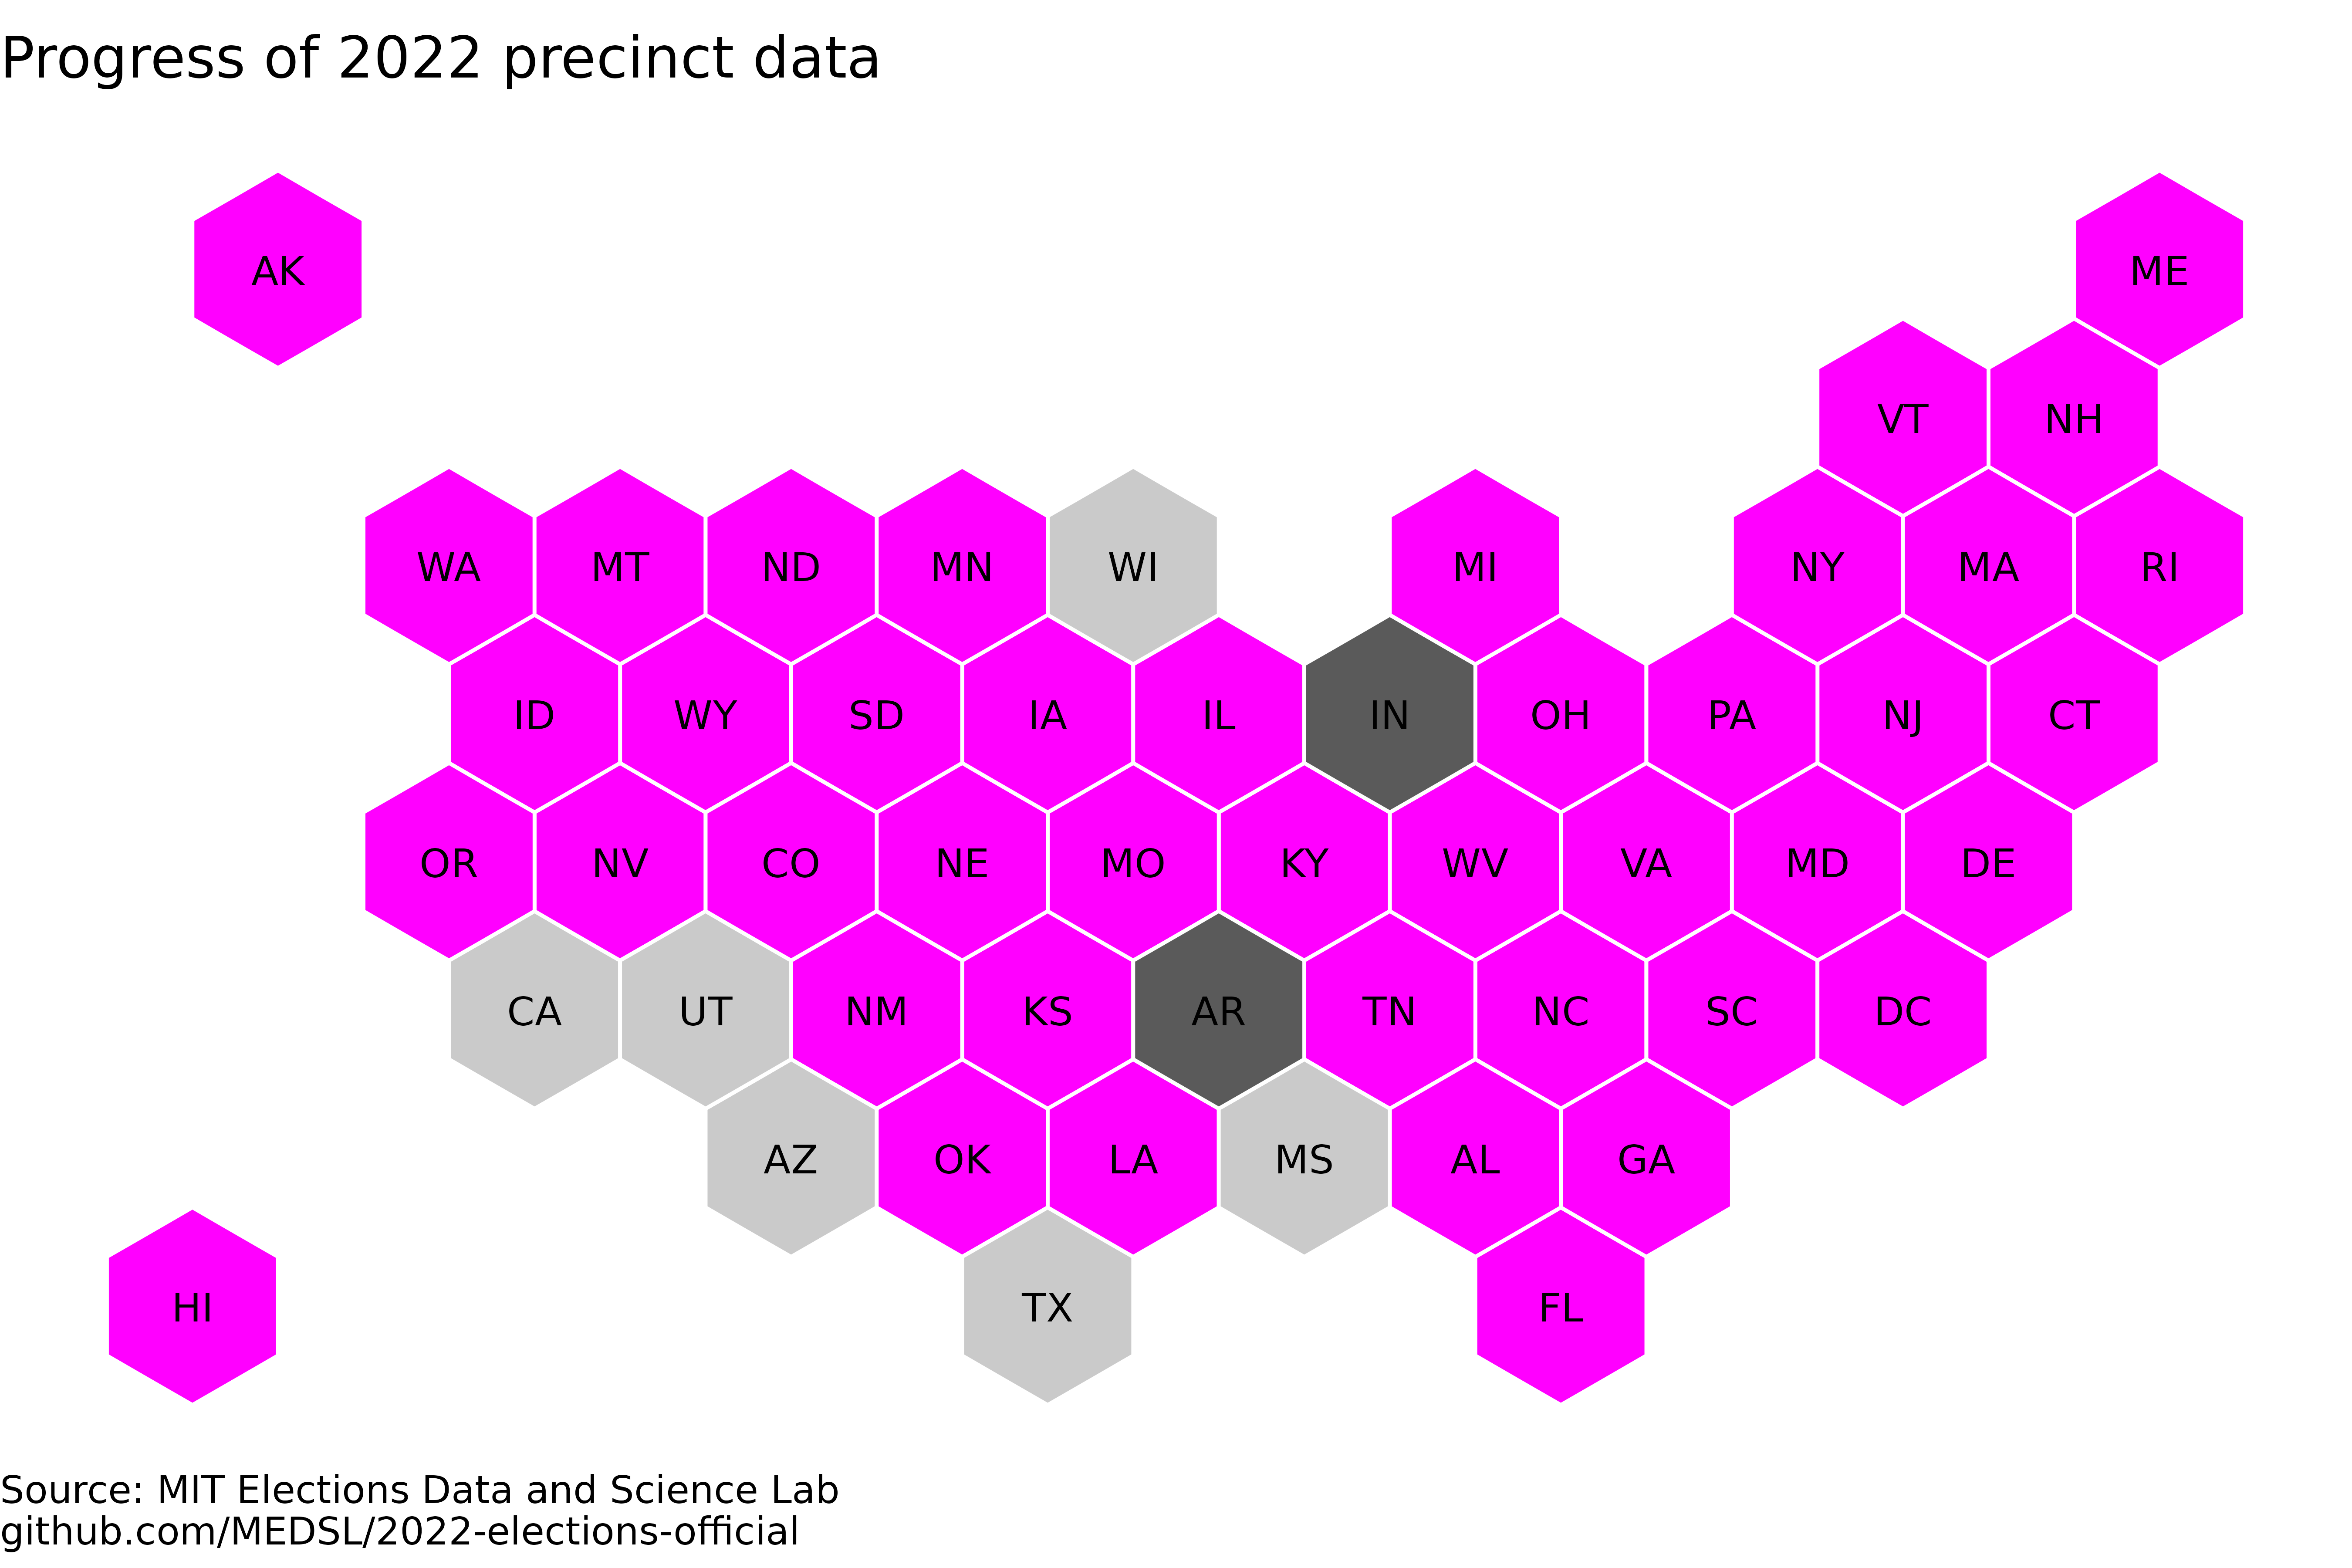 Progress of 2022 precinct data
AK
ME
VT NH
WA MT ND MN WI MI NY MA RI
ID WY SD IA IL IN OH PA NJ CT
OR NV CO NE MO KY WV VA MD DE
CA UT NM KS AR TN NC SC DC
AZ OK LA MS AL GA
HI TX FL
Source: MIT Elections Data and Science Lab
github.com/MEDSL/2022-elections-official